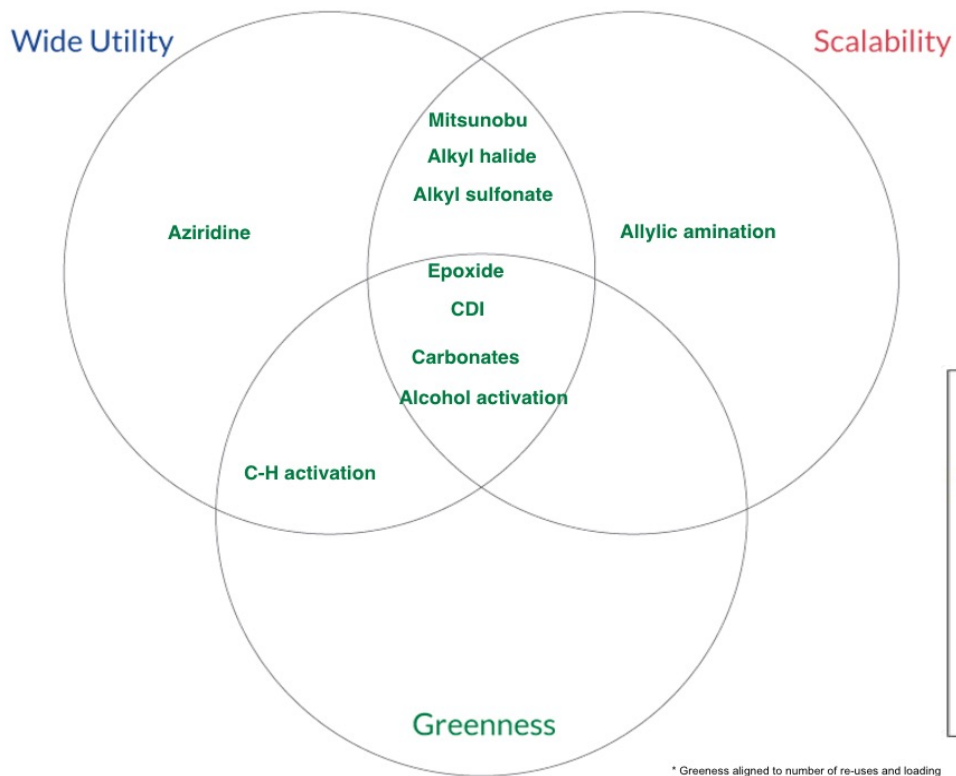 Wide Utility
Scalability
Mitsunobu
Alkyl halide
Alkyl sulfonate
Aziridine
Allylic amination
Epoxide
CDI
Carbonates
Alcohol activation
C-H activation
Greenness
* Greeness aligned to number of re-uses and loading